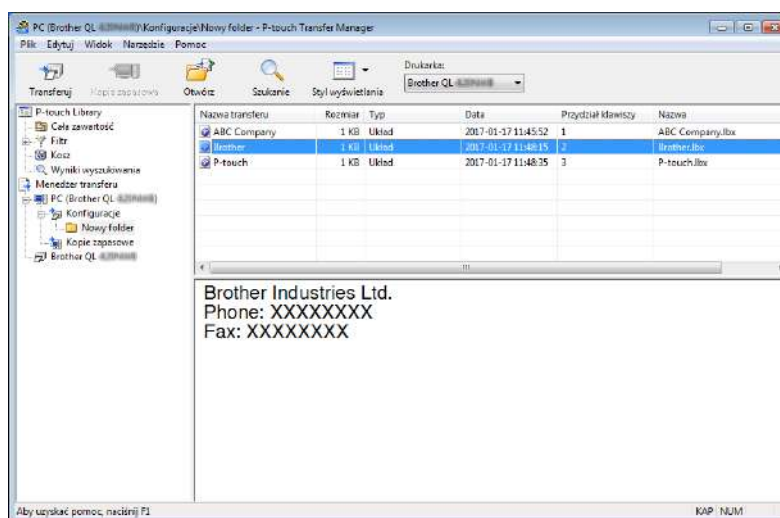 PC (Brother QL )\Konfiguracje\Nowy folder - P-touch Transfer Manager
Plik Edytuj Widok Narzędzie Pomoc
Transferuj Kopia zapasowa Otwórz Szukanie Styl wyświetlania
Drukarka:
Brother QL
P-touch Library
Cała zawartość
Filtr
Kosz
Wyniki wyszukiwania
Menedżer transferu
PC (Brother QL )
Konfiguracje
Nowy folder
Kopie zapasowe
Brother QL
Nazwa transferu Rozmiar Typ Data Przydział klawiszy Nazwa
ABC Company 1 KB Układ 2017-01-17 11:45:52 1 ABC Company.lbx
Brother 1 KB Układ 2017-01-17 11:48:15 2 Brother.lbx
P-touch 1 KB Układ 2017-01-17 11:48:35 3 P-touch.lbx
Brother Industries Ltd.
Phone: XXXXXXXX
Fax: XXXXXXXX
Aby uzyskać pomoc, naciśnij F1 KAP NUM